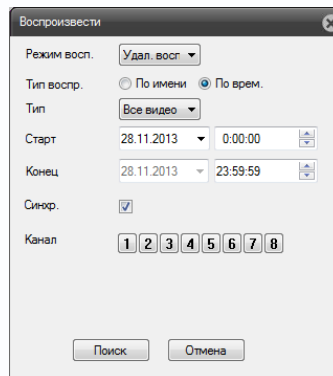 Воспроизвести
Режим восп. Удал. восп
Тип воспр. По имени По врем.
Тип Все видео
Старт 28.11.2013 0:00:00
Конец 28.11.2013 23:59:59
Синхр.
Канал 1 2 3 4 5 6 7 8
Поиск Отмена